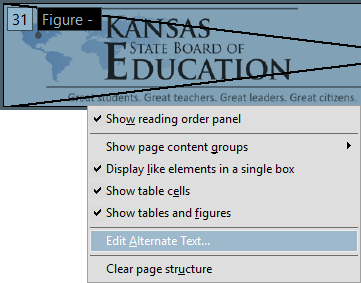 31 Figure -
KANSAS
STATE BOARD OF
EDUCATION
Great students. Great teachers. Great leaders. Great citizens.
Show reading order panel
Show page content groups
Display like elements in a single box
Show table cells
Show tables and figures
Edit Alternate Text...
Clear page structure